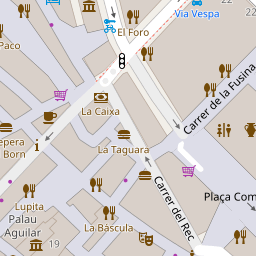 22
Via Vespa
22
El Foro
Paco
Carrer de la Fusina
La Caixa
epera
Born
La Taguara
Plaça Com
Lupita
Palau
Aguilar
Carrer del Rec
La Báscula
19